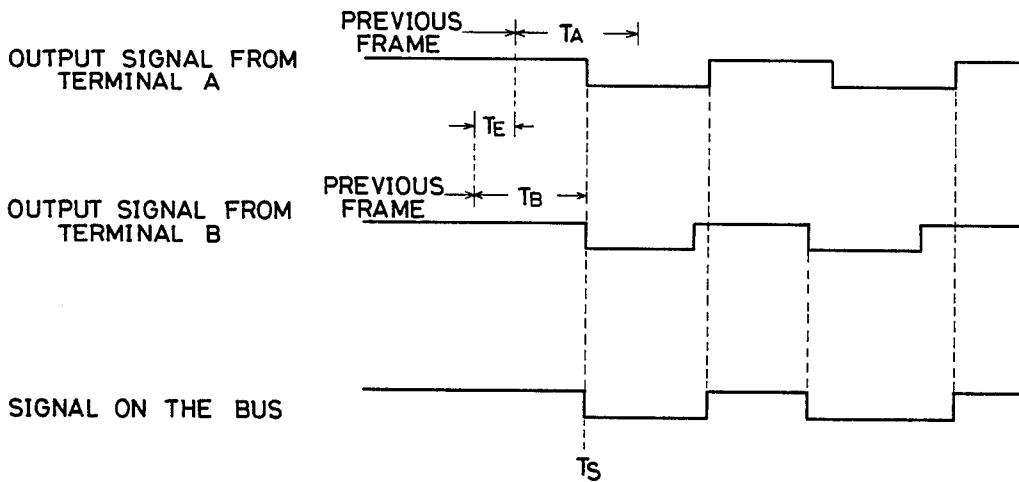 PREVIOUS
FRAME
TA
OUTPUT SIGNAL FROM
TERMINAL A
TE
PREVIOUS
FRAME
TB
OUTPUT SIGNAL FROM
TERMINAL B
SIGNAL ON THE BUS
TS